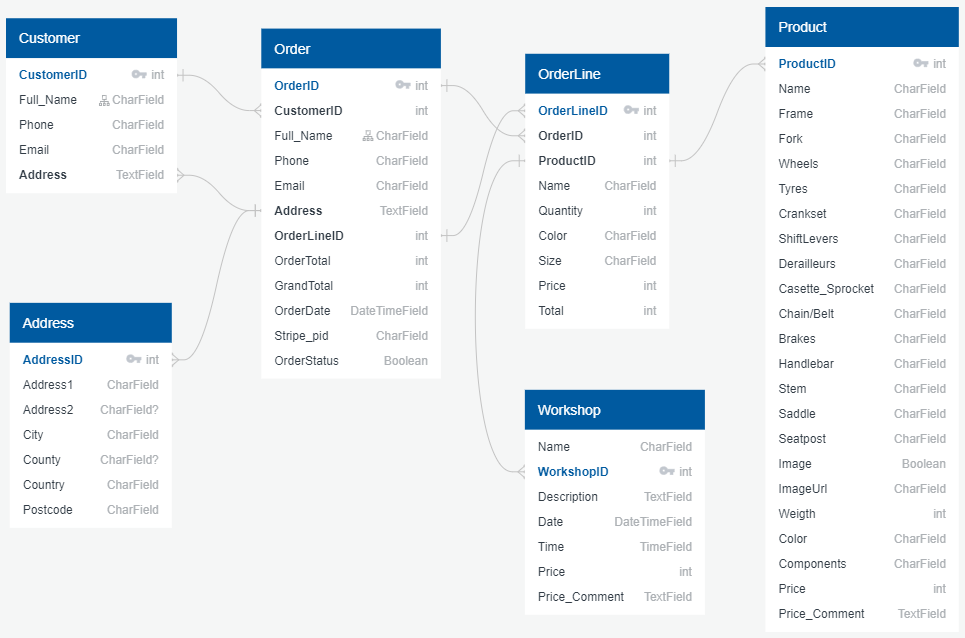 Customer
CustomerID int
Full_Name CharField
Phone CharField
Email CharField
Address TextField
Address
AddressID int
Address1 CharField
Address2 CharField?
City CharField
County CharField?
Country CharField
Postcode CharField
Order
OrderID int
CustomerID int
Full_Name CharField
Phone CharField
Email CharField
Address TextField
OrderLineID int
OrderTotal int
GrandTotal int
OrderDate DateTimeField
Stripe_pid CharField
OrderStatus Boolean
OrderLine
OrderLineID int
OrderID int
ProductID int
Name CharField
Quantity int
Color CharField
Size CharField
Price int
Total int
Workshop
Name CharField
WorkshopID int
Description TextField
Date DateTimeField
Time TimeField
Price int
Price_Comment TextField
Product
ProductID int
Name CharField
Frame CharField
Fork CharField
Wheels CharField
Tyres CharField
Crankset CharField
ShiftLevers CharField
Derailleurs CharField
Casette_Sprocket CharField
Chain/Belt CharField
Brakes CharField
Handlebar CharField
Stem CharField
Saddle CharField
Seatpost CharField
Image Boolean
ImageUrl CharField
Weigth int
Color CharField
Components CharField
Price int
Price_Comment TextField